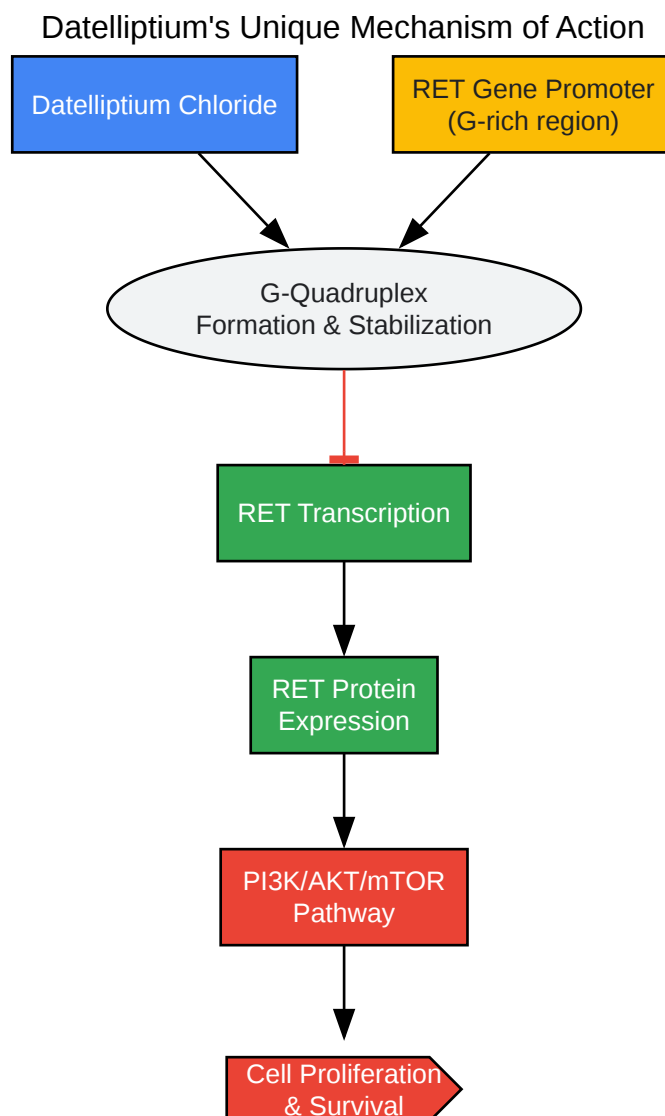 Datelliptium's Unique Mechanism of Action
Datelliptium Chloride
RET Gene Promoter
(G-rich region)
G-Quadruplex
Formation & Stabilization
RET Transcription
RET Protein
Expression
PI3K/AKT/mTOR
Pathway
Cell Proliferation
& Survival